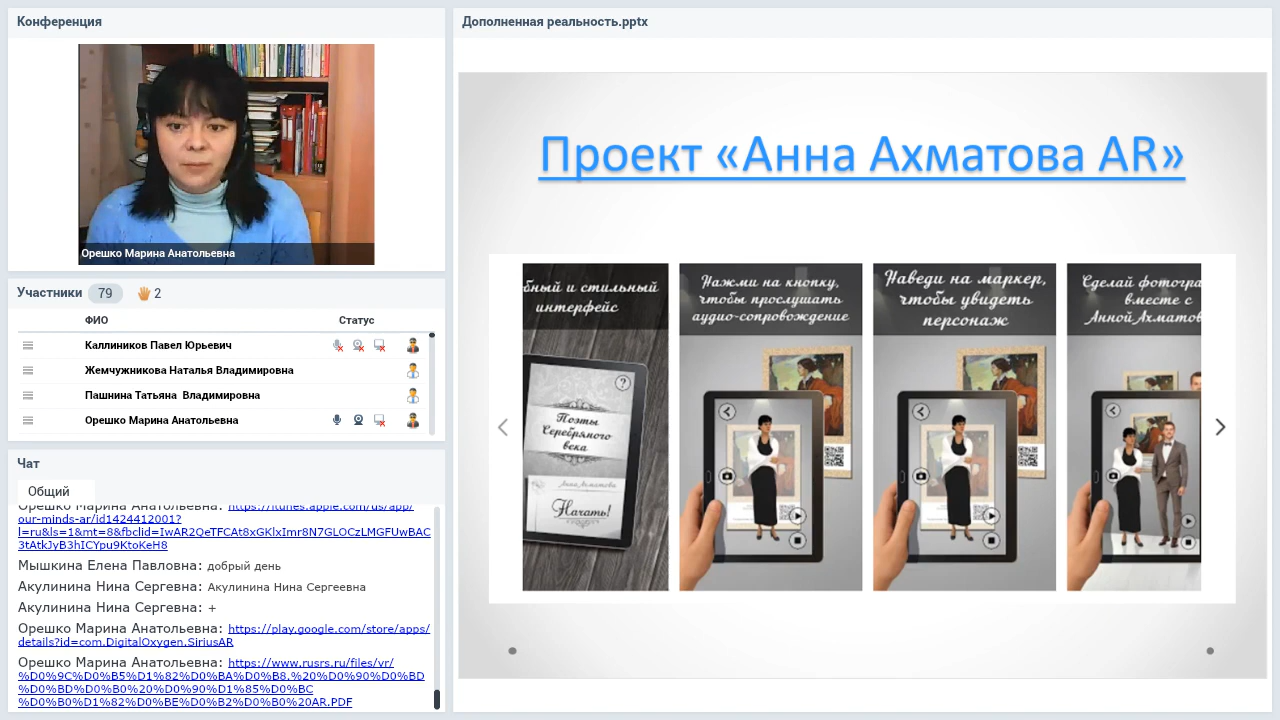 Конференция
Орешко Марина Анатольевна
Участники 79 2
ФИО Статус
Каллиников Павел Юрьевич
Жемчужникова Наталья Владимировна
Пашнина Татьяна Владимировна
Орешко Марина Анатольевна
Чат
Общий
Орешко Марина Анатольевна: https://itunes.apple.com/us/app/
our-minds-ar/id1424412001?
l=ru&ls=1&mt=8&fbclid=IwAR2QeTFCAt8xGKlxImr8N7GLOCzLMGFUwBAC
3tAtkJyB3hICYpu9KtoKeH8
Мышкина Елена Павловна: добрый день
Акулинина Нина Сергевна: Акулинина Нина Сергеевна
Акулинина Нина Сергевна: +
Орешко Марина Анатольевна: https://play.google.com/store/apps/
details?id=com.DigitalOxygen.SiriusAR
Орешко Марина Анатольевна: https://www.rusrs.ru/files/vr/
%D0%9C%D0%B5%D1%82%D0%BA%D0%B8.%20%D0%90%D0%BD
%D0%BD%D0%B0%20%D0%90%D1%85%D0%BC
%D0%B0%D1%82%D0%BE%D0%B2%D0%B0%20AR.PDF
Дополненная реальность.pptx
Проект «Анна Ахматова AR»
бный и стильный
интерфейс
?
Поэты
Серебряного
века
Анна Ахматова
Начать!
Нажми на кнопку,
чтобы прослушать
аудио-сопровождение
Наведи на маркер,
чтобы увидеть
персонаж
Сделай фотогра
вместе с
Анной Ахматов